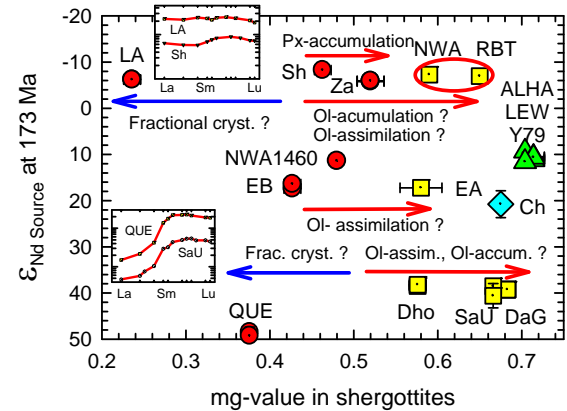 LA
Sh
La Sm Lu
Px-accumulation
NWA RBT
LA
Sh
Za
ALHA
LEW
Y79
Fractional cryst. ?
Ol-acumulation ?
Ol-assimilation ?
NWA1460
EB
EA
Ch
Ol- assimilation ?
QUE
SaU
La Sm Lu
Frac. cryst. ?
Ol-assim., Ol-accum. ?
QUE
Dho
SaU
DaG
-20
-10
0
10
20
30
40
50
0.2 0.3 0.4 0.5 0.6 0.7
mg-value in shergottites
εNd Source at 173 Ma